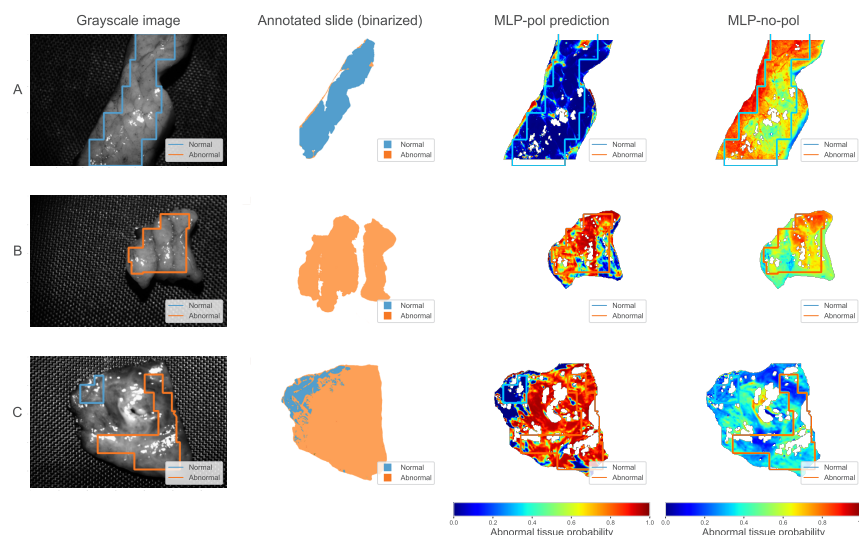 Grayscale image Annotated slide (binarized) MLP-pol prediction MLP-no-pol
A
Normal Normal Normal Normal
Abnormal Abnormal Abnormal Abnormal
B
Normal Normal Normal Normal
Abnormal Abnormal Abnormal Abnormal
C
Normal Normal Normal Normal
Abnormal Abnormal Abnormal Abnormal
0.0 0.2 0.4 0.6 0.8 1.0 0.0 0.2 0.4 0.6 0.8 1.0
Abnormal tissue probability Abnormal tissue probability